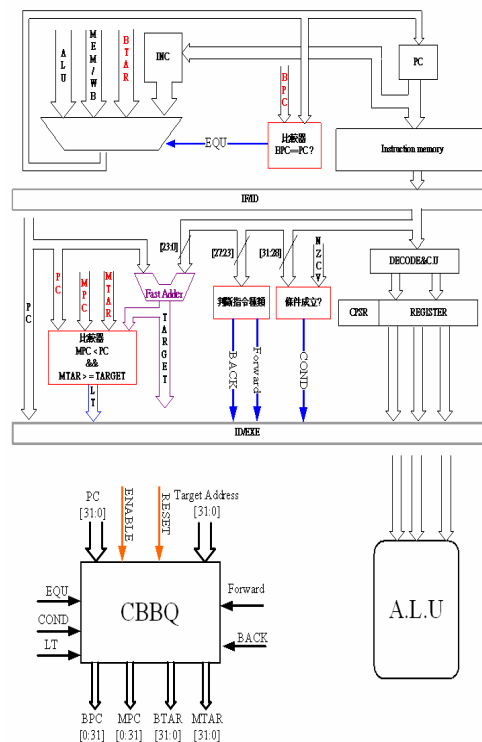 ALU
MEM/WB
BTAR
INC
PC
BPC
EQU
比較器
BPC==PC ?
Instruction memory
IF/ID
[23:0]
[27:23]
[31:28]
NZCV
DECODE&C.U
PC
PC
MPC
MTAR
Fast Adder
判斷指令種類
條件成立?
CPSR
REGISTER
比較器
MPC < PC
&&
MTAR > = TARGET
TARGET
LT
BACK
Forward
COND
ID/EXE
PC
[31:0]
ENABLE
RESET
Target Address
[31:0]
EQU
COND
LT
CBBQ
Forward
BACK
A.L.U
BPC
[0:31]
MPC
[0:31]
BTAR
[31:0]
MTAR
[31:0]